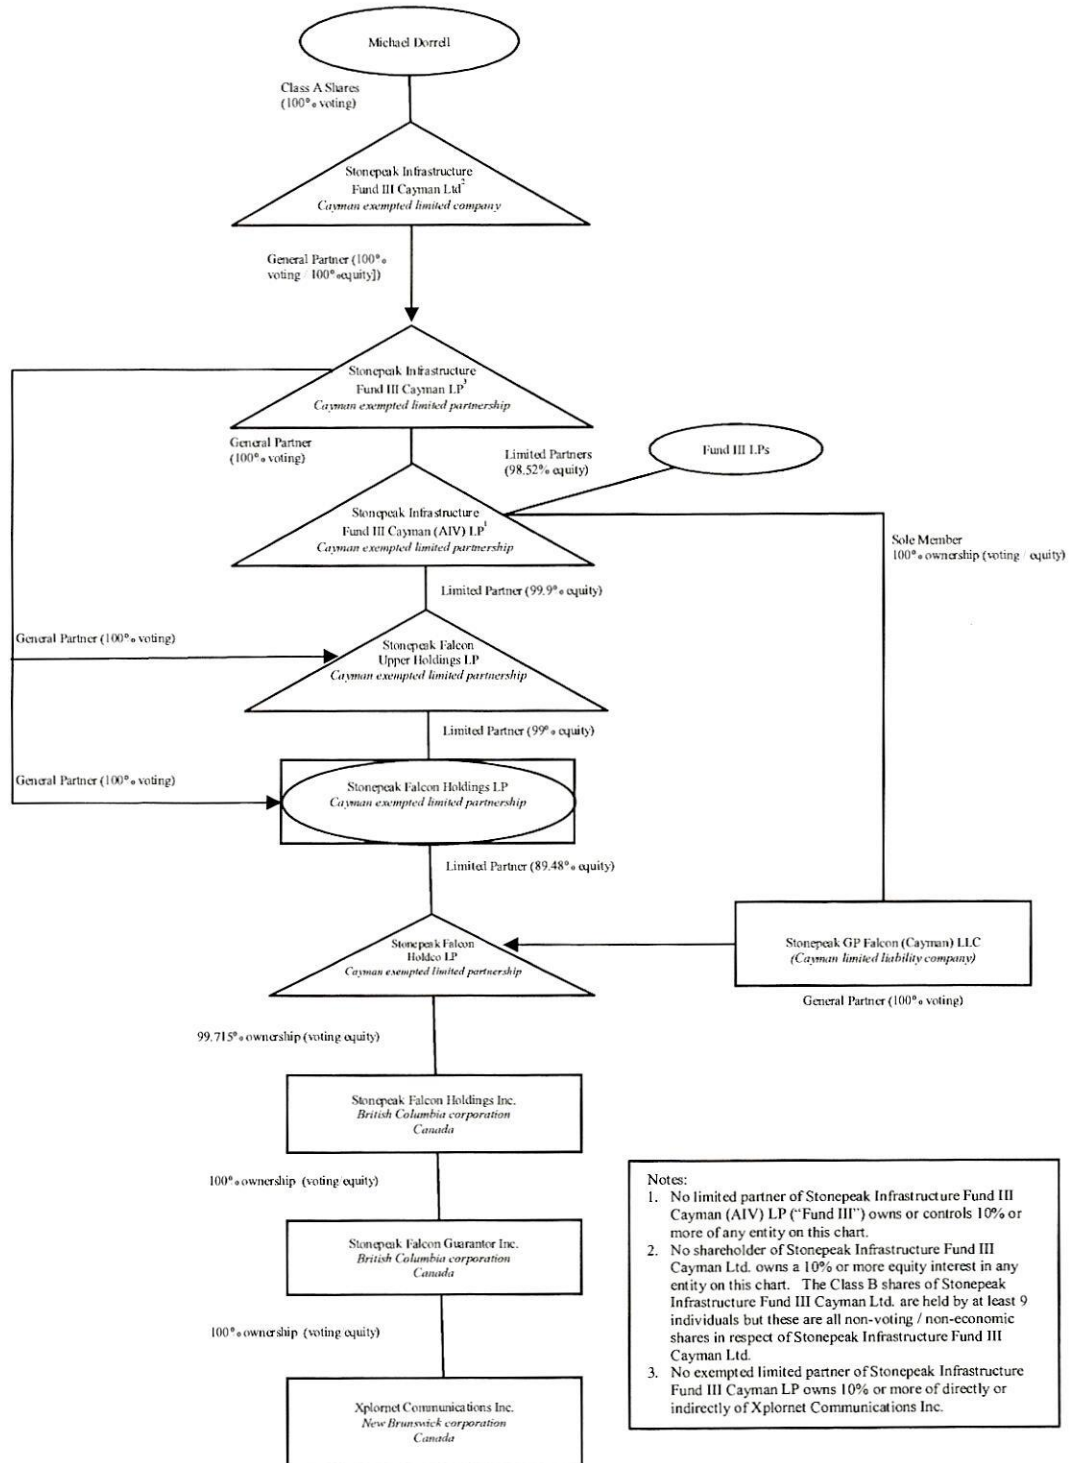 Michael Dorrell
Class A Shares
(100% voting)
Stonepeak Infrastructure
Fund III Cayman Ltd²
Cayman exempted limited company
General Partner (100%
voting / 100% equity])
Stonepeak Infrastructure
Fund III Cayman LP³
Cayman exempted limited partnership
General Partner
(100% voting)
Limited Partners
(98.52% equity)
Fund III LPs
Stonepeak Infrastructure
Fund III Cayman (AIV) LP¹
Cayman exempted limited partnership
Sole Member
100% ownership (voting / equity)
Limited Partner (99.9% equity)
General Partner (100% voting)
Stonepeak Falcon
Upper Holdings LP
Cayman exempted limited partnership
Limited Partner (99% equity)
General Partner (100% voting)
Stonepeak Falcon Holdings LP
Cayman exempted limited partnership
Limited Partner (89.48% equity)
Stonepeak Falcon
Holdco LP
Cayman exempted limited partnership
Stonepeak GP Falcon (Cayman) LLC
(Cayman limited liability company)
General Partner (100% voting)
99.715% ownership (voting equity)
Stonepeak Falcon Holdings Inc.
British Columbia corporation
Canada
100% ownership (voting equity)
Stonepeak Falcon Guarantor Inc.
British Columbia corporation
Canada
100% ownership (voting equity)
Xplornet Communications Inc.
New Brunswick corporation
Canada
Notes:
1. No limited partner of Stonepeak Infrastructure Fund III
Cayman (AIV) LP (“Fund III”) owns or controls 10% or
more of any entity on this chart.
2. No shareholder of Stonepeak Infrastructure Fund III
Cayman Ltd. owns a 10% or more equity interest in any
entity on this chart. The Class B shares of Stonepeak
Infrastructure Fund III Cayman Ltd. are held by at least 9
individuals but these are all non-voting / non-economic
shares in respect of Stonepeak Infrastructure Fund III
Cayman Ltd.
3. No exempted limited partner of Stonepeak Infrastructure
Fund III Cayman LP owns 10% or more of directly or
indirectly of Xplornet Communications Inc.